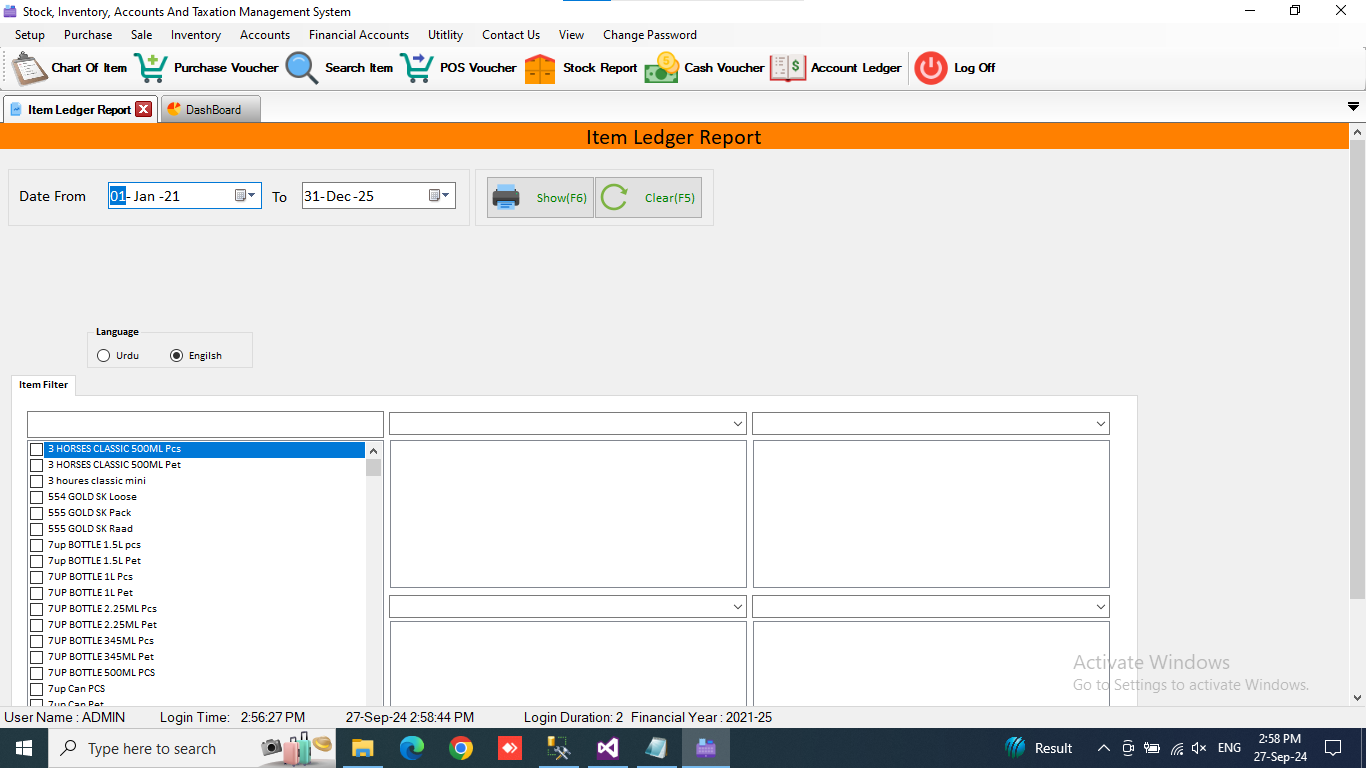 Stock, Inventory, Accounts And Taxation Management System
Setup Purchase Sale Inventory Accounts Financial Accounts Utitlity Contact Us View Change Password
Chart Of Item Purchase Voucher Search Item POS Voucher Stock Report Cash Voucher Account Ledger Log Off
Item Ledger Report DashBoard
Item Ledger Report
Date From 01- Jan -21 To 31- Dec -25 Show(F6) Clear(F5)
Language
Urdu Engilsh
Item Filter
3 HORSES CLASSIC 500ML Pcs
3 HORSES CLASSIC 500ML Pet
3 houres classic mini
554 GOLD SK Loose
555 GOLD SK Pack
555 GOLD SK Raad
7up BOTTLE 1.5L pcs
7up BOTTLE 1.5L Pet
7UP BOTTLE 1L Pcs
7UP BOTTLE 1L Pet
7UP BOTTLE 2.25ML Pcs
7UP BOTTLE 2.25ML Pet
7UP BOTTLE 345ML Pcs
7UP BOTTLE 345ML Pet
7UP BOTTLE 500ML PCS
7up Can PCS
7up Can Pet
Activate Windows
Go to Settings to activate Windows.
User Name : ADMIN Login Time: 2:56:27 PM 27-Sep-24 2:58:44 PM Login Duration: 2 Financial Year : 2021-25
Type here to search Result ENG 2:58 PM
27-Sep-24